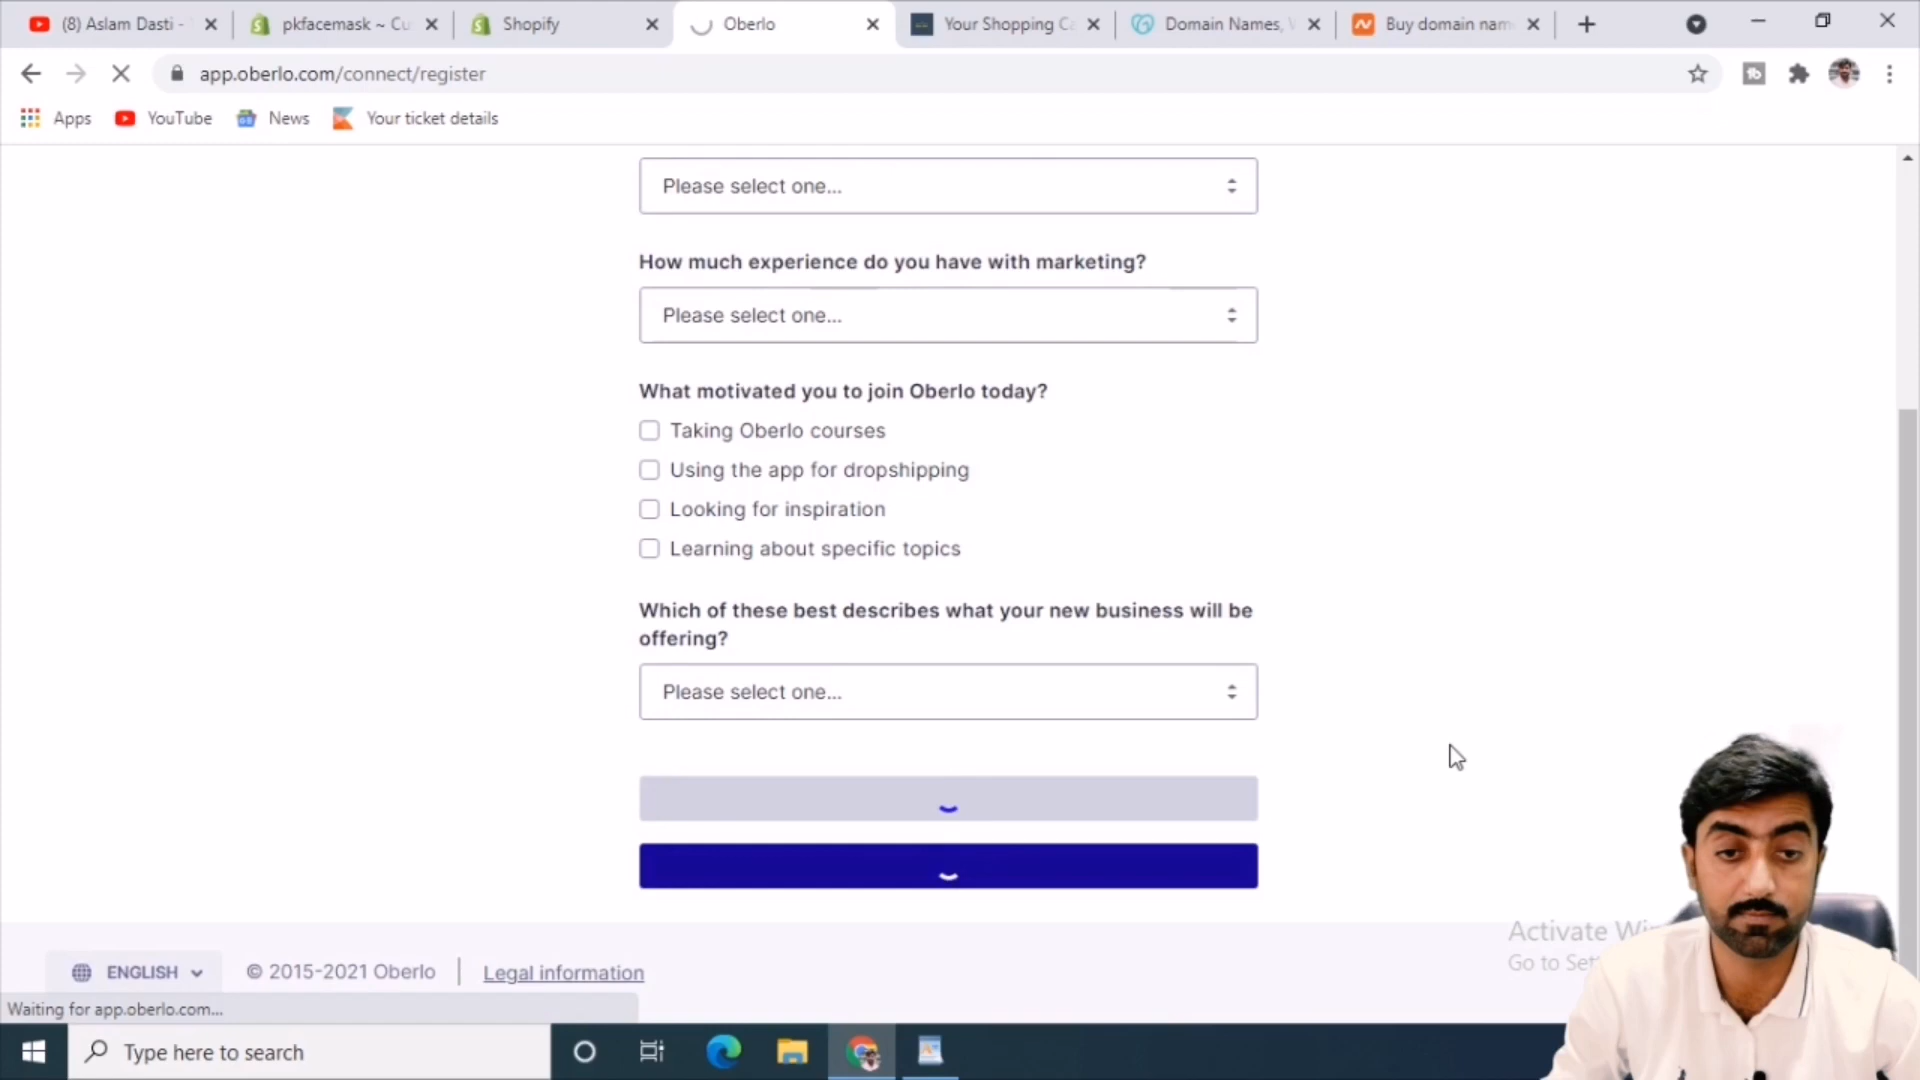 (8) Aslam Dasti -
pkfacemask ~ Cu
Shopify
Oberlo
Your Shopping Ca
Domain Names,
Buy domain nam
app.oberlo.com/connect/register
Apps
YouTube
News
Your ticket details
Please select one...
How much experience do you have with marketing?
Please select one...
What motivated you to join Oberlo today?
Taking Oberlo courses
Using the app for dropshipping
Looking for inspiration
Learning about specific topics
Which of these best describes what your new business will be
offering?
Please select one...
Activate Wi
Go to Set
ENGLISH
© 2015-2021 Oberlo
Legal information
Waiting for app.oberlo.com...
Type here to search